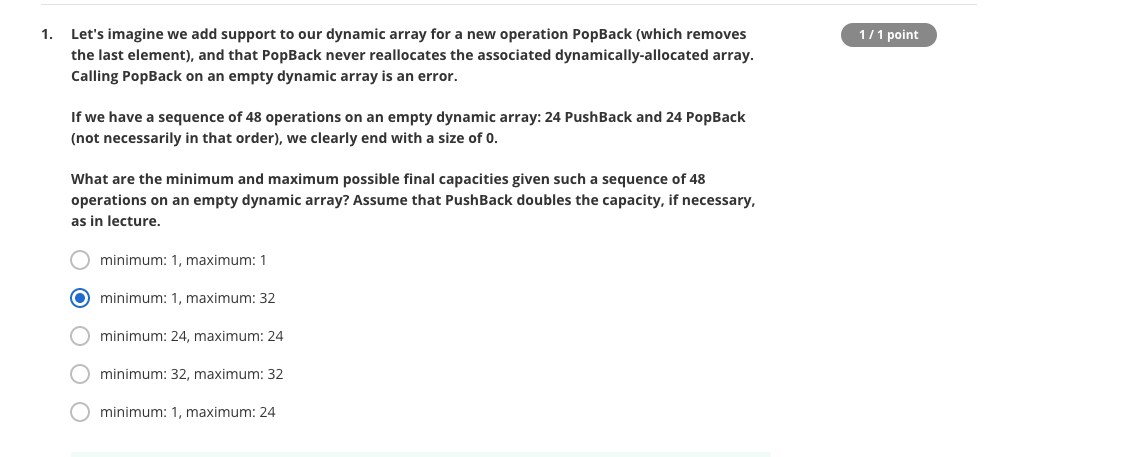 1. Let's imagine we add support to our dynamic array for a new operation PopBack (which removes
1 / 1 point
the last element), and that PopBack never reallocates the associated dynamically-allocated array.
Calling PopBack on an empty dynamic array is an error.
If we have a sequence of 48 operations on an empty dynamic array: 24 PushBack and 24 PopBack
(not necessarily in that order), we clearly end with a size of 0.
What are the minimum and maximum possible final capacities given such a sequence of 48
operations on an empty dynamic array? Assume that PushBack doubles the capacity, if necessary,
as in lecture.
minimum: 1, maximum: 1
minimum: 1, maximum: 32
minimum: 24, maximum: 24
minimum: 32, maximum: 32
minimum: 1, maximum: 24